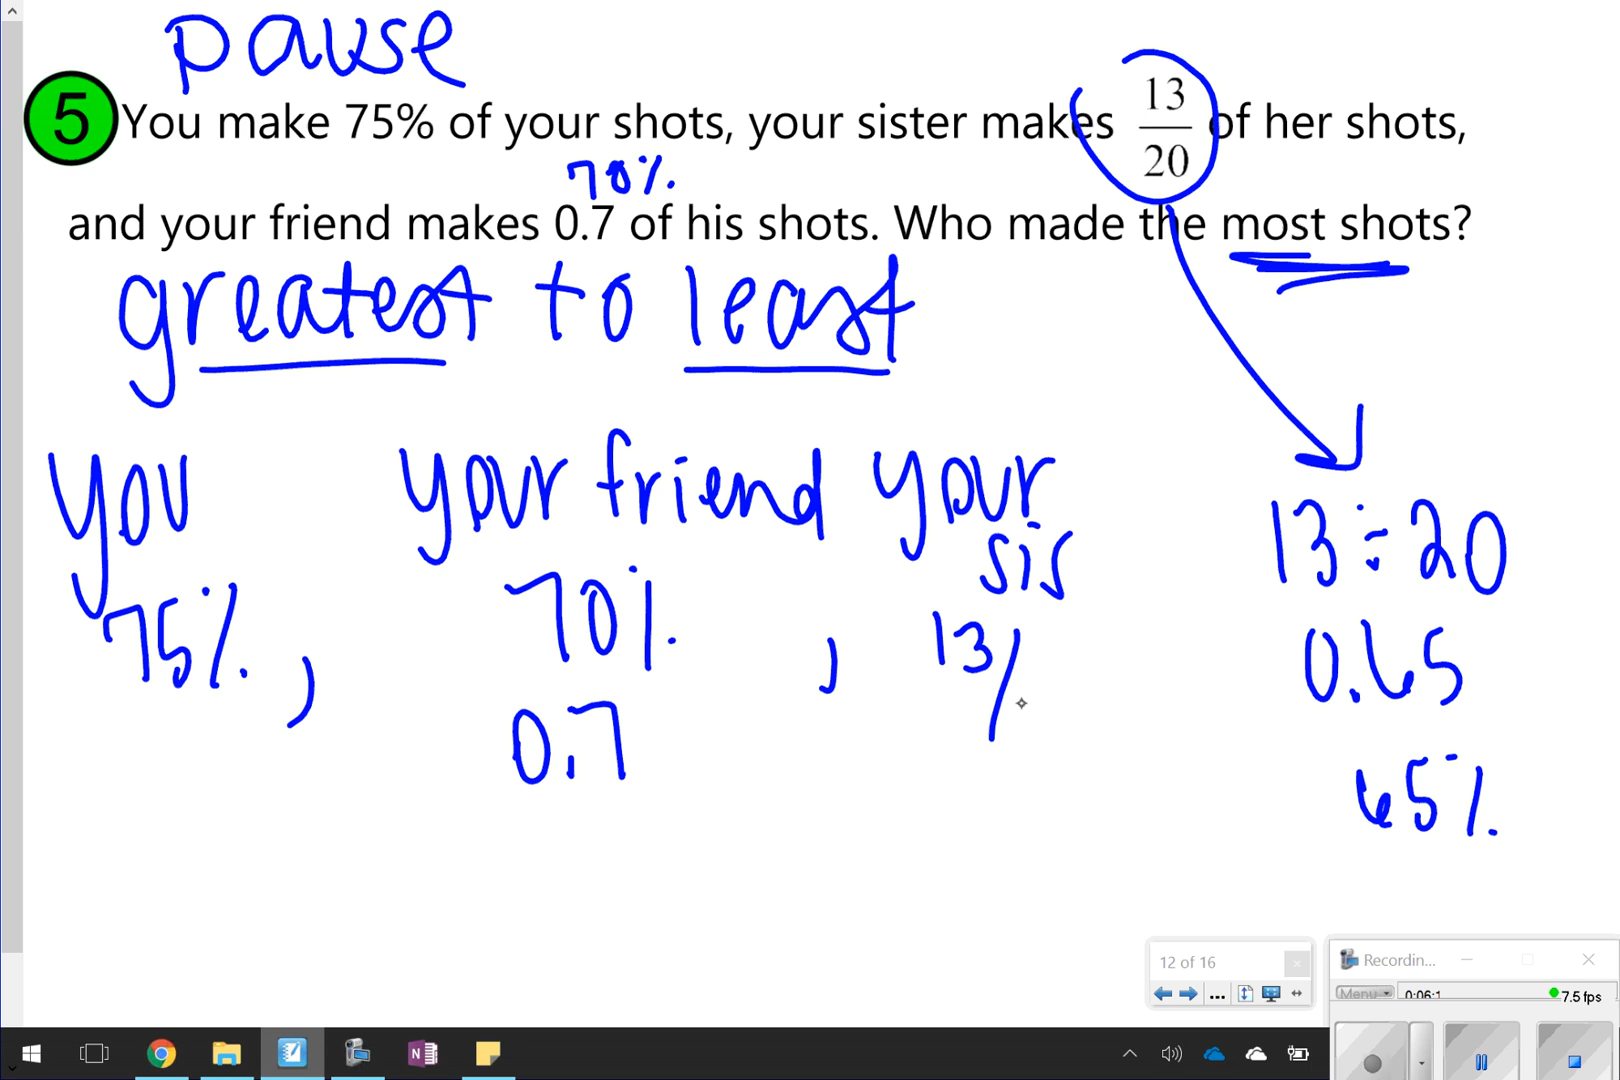 pause
5 You make 75% of your shots, your sister makes 13/20 of her shots,
70%
and your friend makes 0.7 of his shots. Who made the most shots?
greatest to least
you your friend your
sis
13÷20
75%, 70%, 13/
0.65
0.7
65%
12 of 16
Recordin...
Menu
0:06:1
7.5 fps